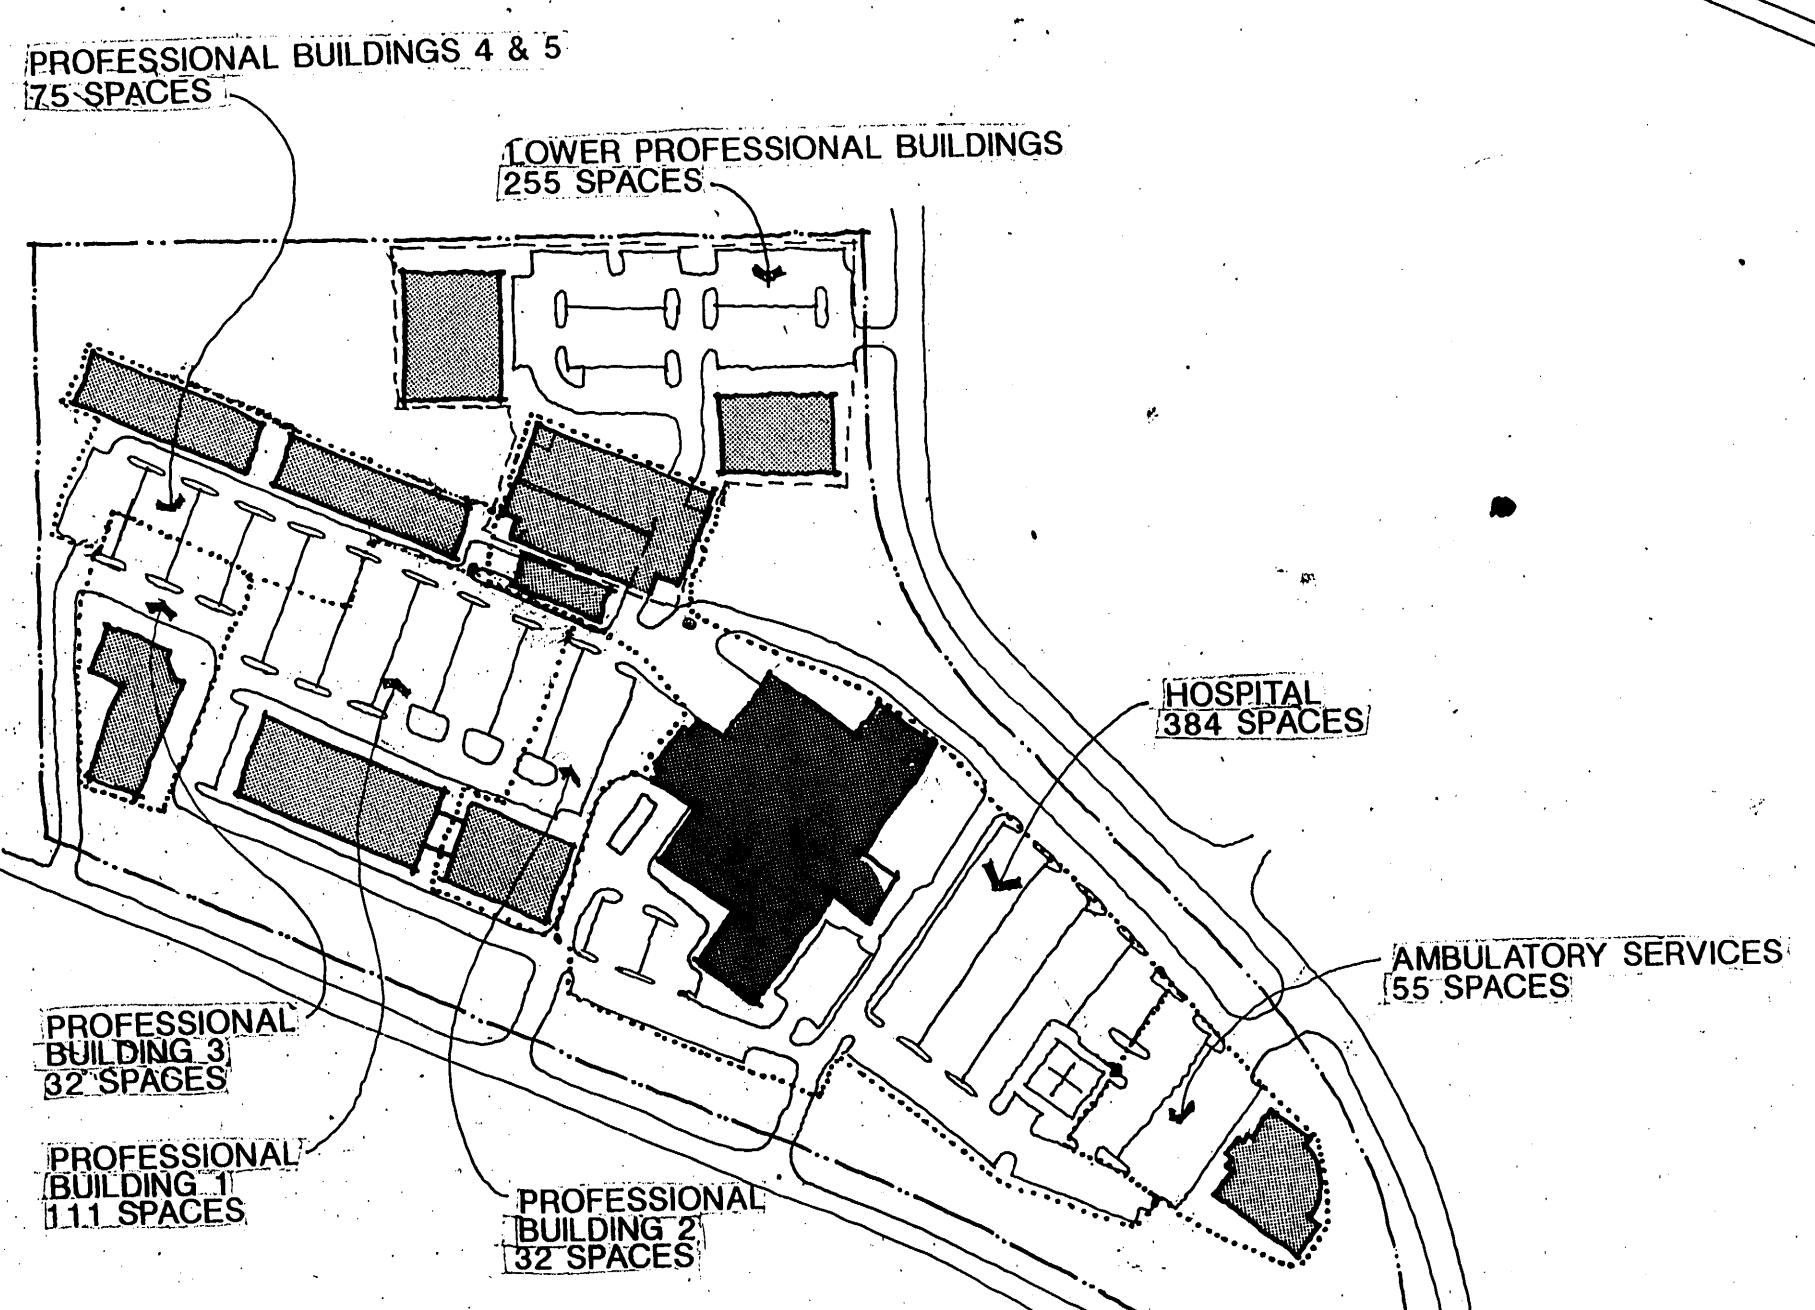 PROFESSIONAL BUILDINGS 4 & 5
75 SPACES
LOWER PROFESSIONAL BUILDINGS
255 SPACES
HOSPITAL
384 SPACES
AMBULATORY SERVICES
55 SPACES
PROFESSIONAL
BUILDING 3
32 SPACES
PROFESSIONAL
BUILDING 1
111 SPACES
PROFESSIONAL
BUILDING 2
32 SPACES